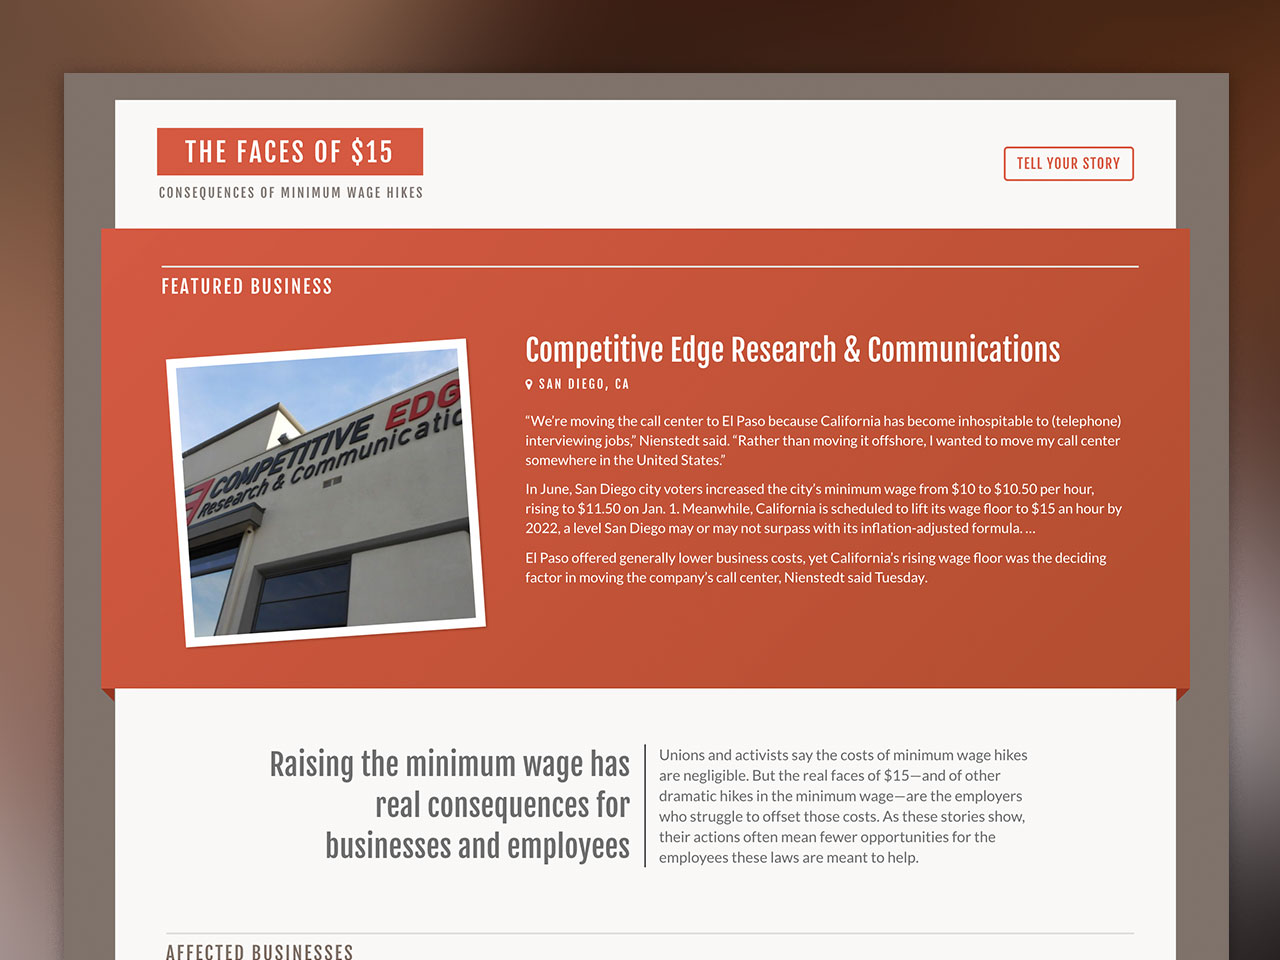 THE FACES OF $15
CONSEQUENCES OF MINIMUM WAGE HIKES
TELL YOUR STORY
FEATURED BUSINESS
COMPETITIVE EDG
Research & Communicatio
Competitive Edge Research & Communications
SAN DIEGO, CA
“We’re moving the call center to El Paso because California has become inhospitable to (telephone)
interviewing jobs,” Nienstedt said. “Rather than moving it offshore, I wanted to move my call center
somewhere in the United States.”
In June, San Diego city voters increased the city’s minimum wage from $10 to $10.50 per hour,
rising to $11.50 on Jan. 1. Meanwhile, California is scheduled to lift its wage floor to $15 an hour by
2022, a level San Diego may or may not surpass with its inflation-adjusted formula. ...
El Paso offered generally lower business costs, yet California’s rising wage floor was the deciding
factor in moving the company’s call center, Nienstedt said Tuesday.
Raising the minimum wage has
real consequences for
businesses and employees
Unions and activists say the costs of minimum wage hikes
are negligible. But the real faces of $15—and of other
dramatic hikes in the minimum wage—are the employers
who struggle to offset those costs. As these stories show,
their actions often mean fewer opportunities for the
employees these laws are meant to help.
AFFECTED BUSINESSES